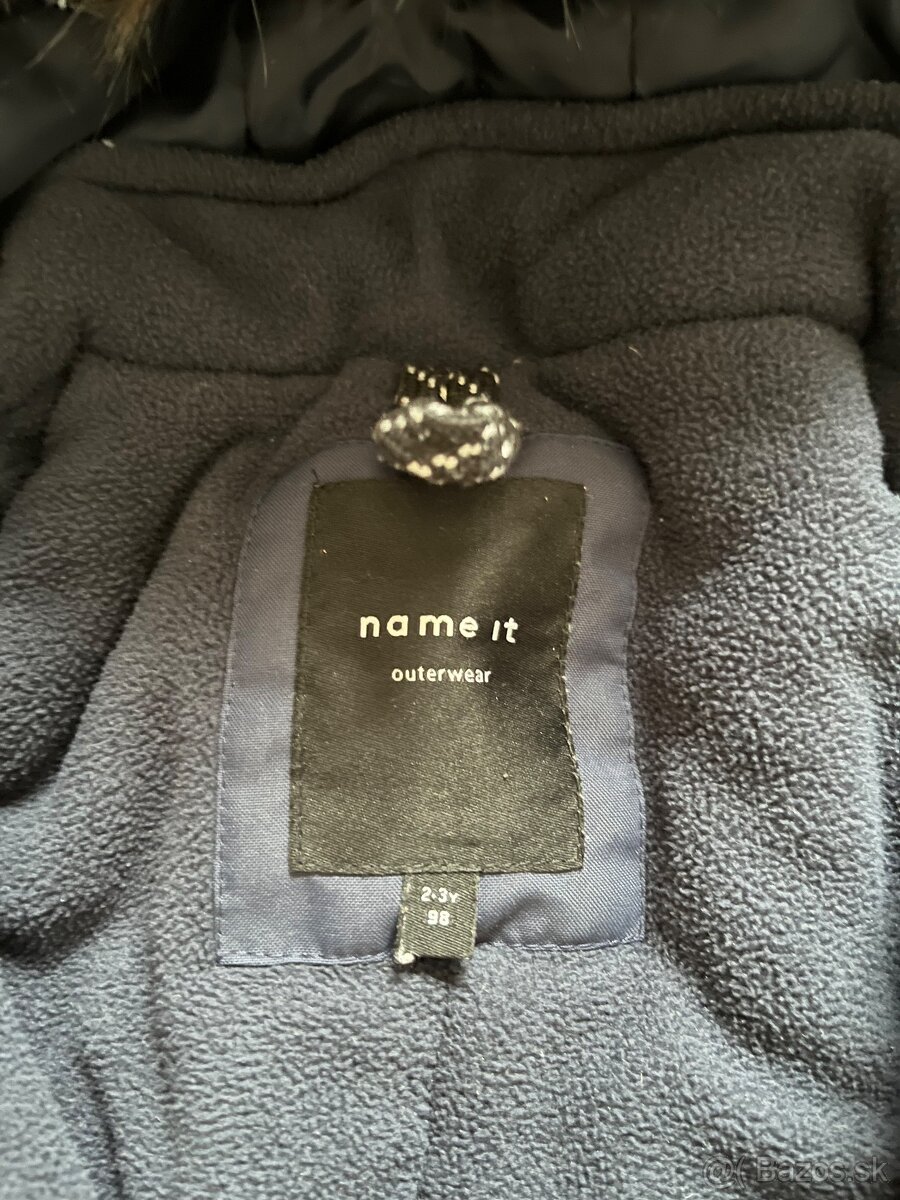 name it
outerwear
2-3Y
98
@( Bazos.sk